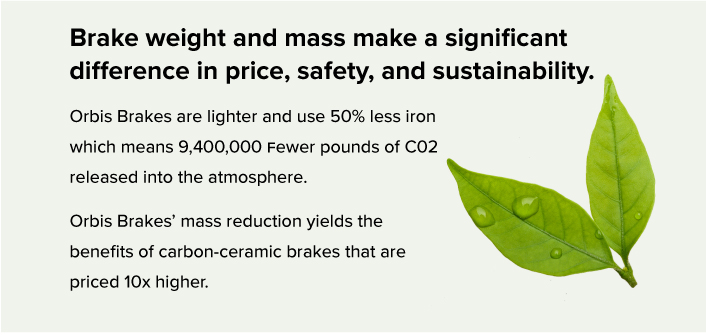 Brake weight and mass make a significant
difference in price, safety, and sustainability.
Orbis Brakes are lighter and use 50% less iron
which means 9,400,000 Fewer pounds of C02
released into the atmosphere.
Orbis Brakes’ mass reduction yields the
benefits of carbon-ceramic brakes that are
priced 10x higher.